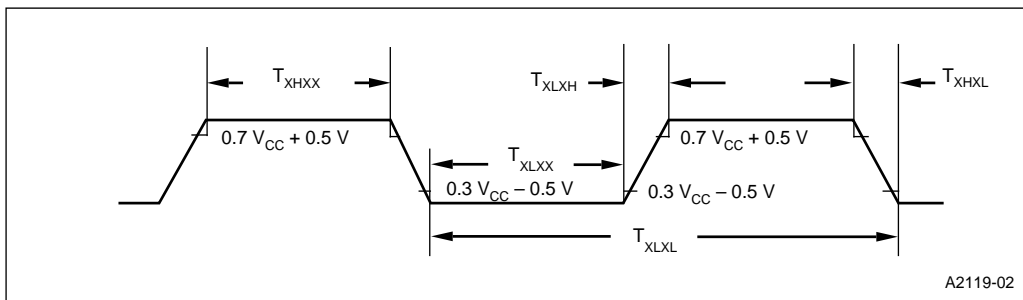 T_XHXX
T_XLXH
T_XHXL
0.7 V_CC + 0.5 V
0.7 V_CC + 0.5 V
T_XLXX
0.3 V_CC – 0.5 V
0.3 V_CC – 0.5 V
T_XLXL
A2119-02